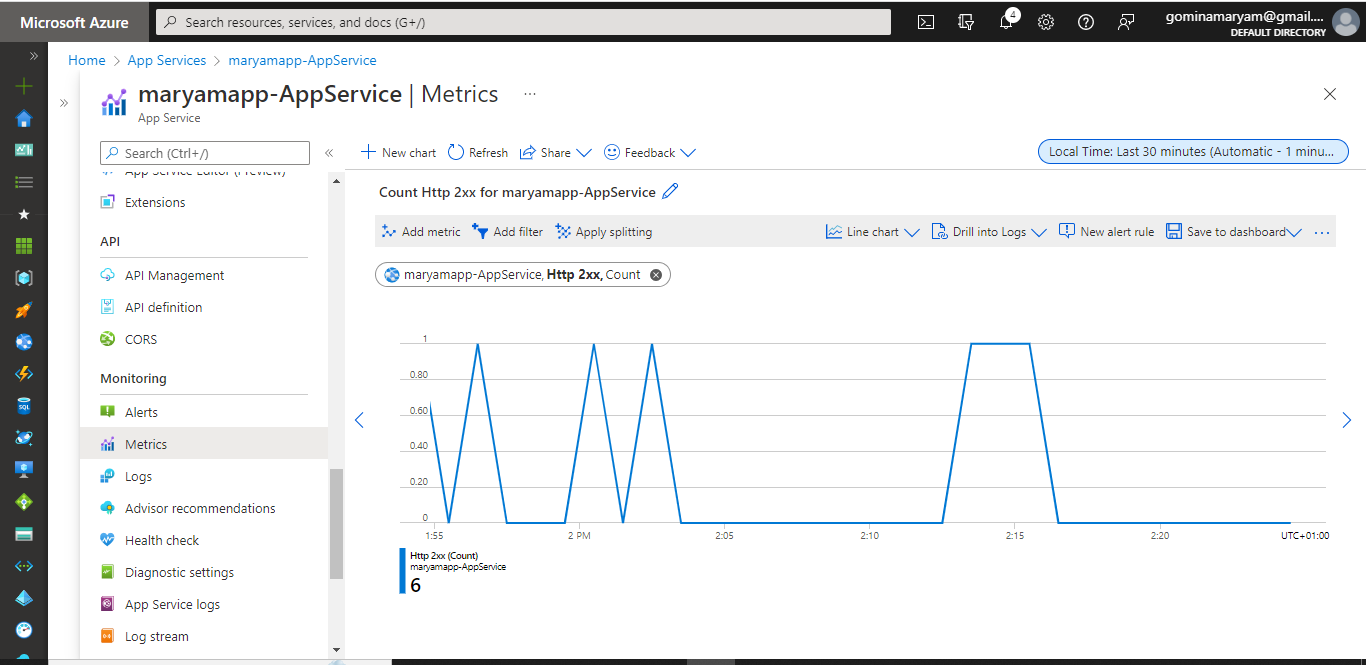 Microsoft Azure
Search resources, services, and docs (G+/)
4
gominamaryam@gmail....
DEFAULT DIRECTORY
Home > App Services > maryamapp-AppService
maryamapp-AppService | Metrics ...
App Service
Search (Ctrl+/)
New chart Refresh Share Feedback
Local Time: Last 30 minutes (Automatic - 1 minu...
App Service Editor (Preview)
Extensions
API
API Management
API definition
CORS
Monitoring
Alerts
Metrics
Logs
Advisor recommendations
Health check
Diagnostic settings
App Service logs
Log stream
Count Http 2xx for maryamapp-AppService
Add metric Add filter Apply splitting Line chart Drill into Logs New alert rule Save to dashboard ...
maryamapp-AppService, Http 2xx, Count
1
0.80
0.60
0.40
0.20
0
1:55 2 PM 2:05 2:10 2:15 2:20 UTC+01:00
Http 2xx (Count)
maryamapp-AppService
6